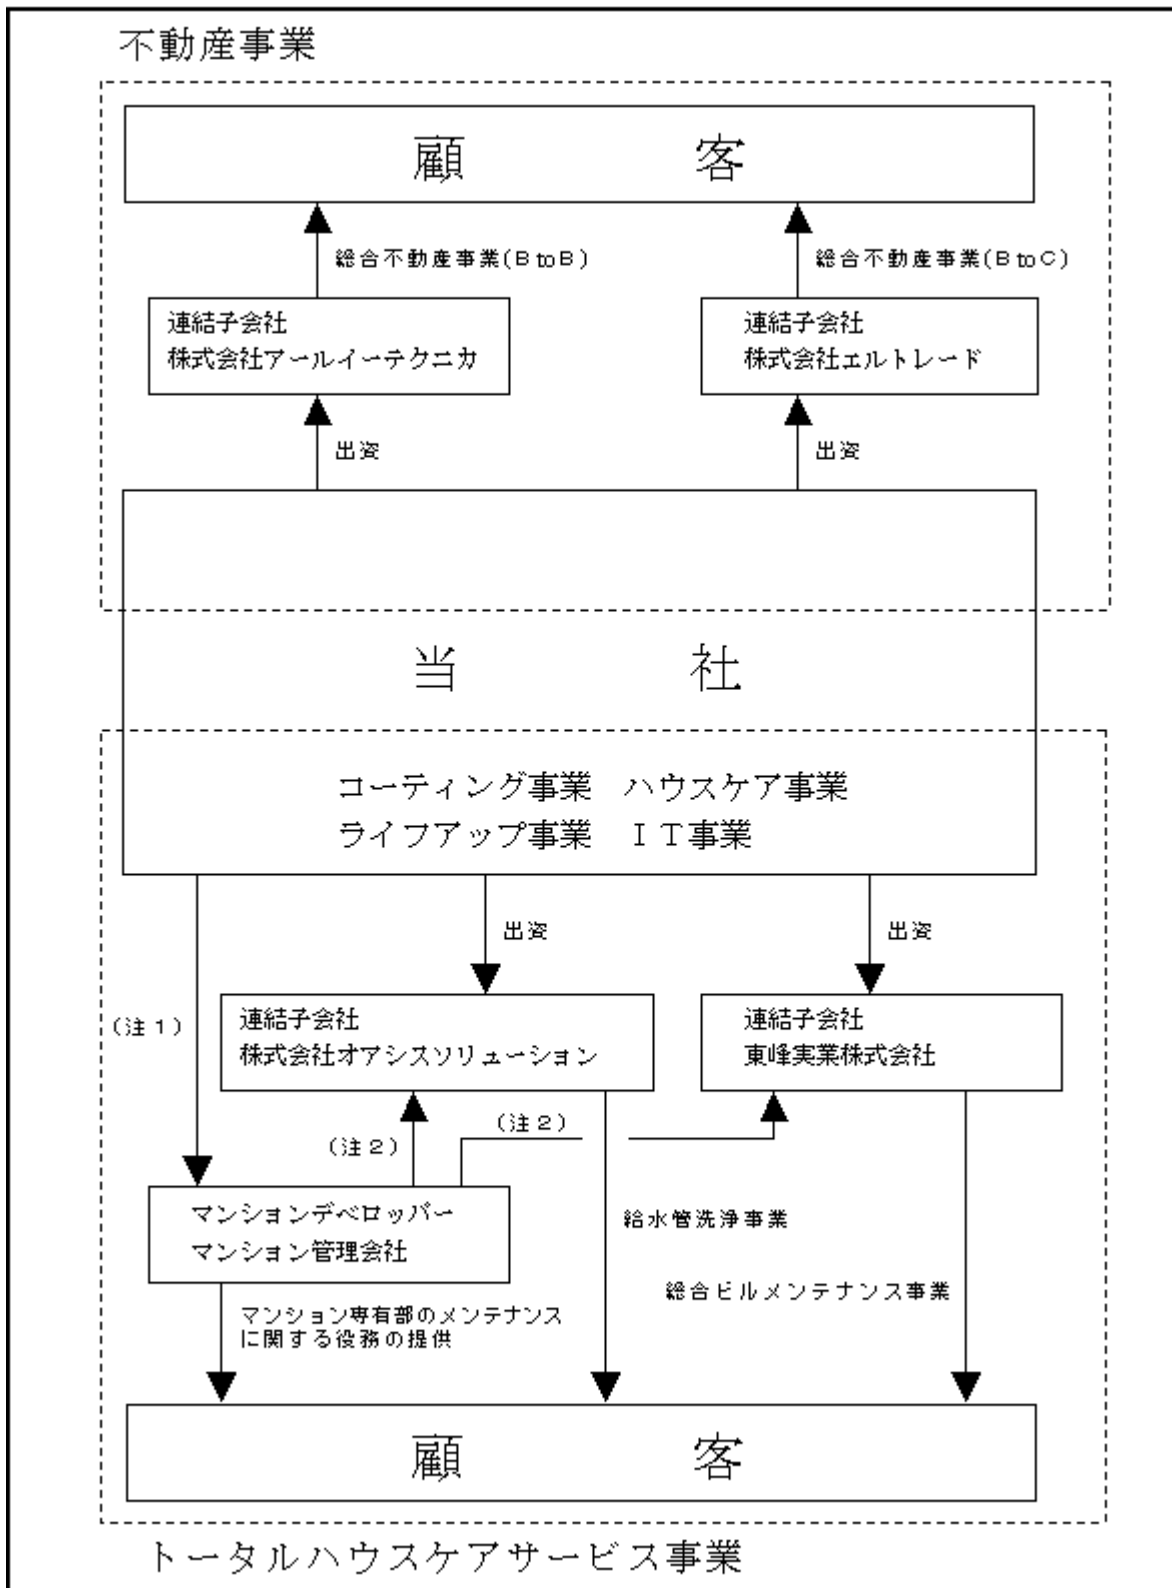 不動産事業
顧 客
総合不動産事業(BtoB)
総合不動産事業(BtoC)
連結子会社
株式会社アールイーテクニカ
連結子会社
株式会社エルトレード
出資
出資
当 社
コーティング事業 ハウスケア事業
ライフアップ事業 IT事業
出資
出資
(注1)
連結子会社
株式会社オアシスソリューション
連結子会社
東峰実業株式会社
(注2)
(注2)
マンションデベロッパー
マンション管理会社
給水管洗浄事業
総合ビルメンテナンス事業
マンション専有部のメンテナンス
に関する役務の提供
顧 客
トータルハウスケアサービス事業